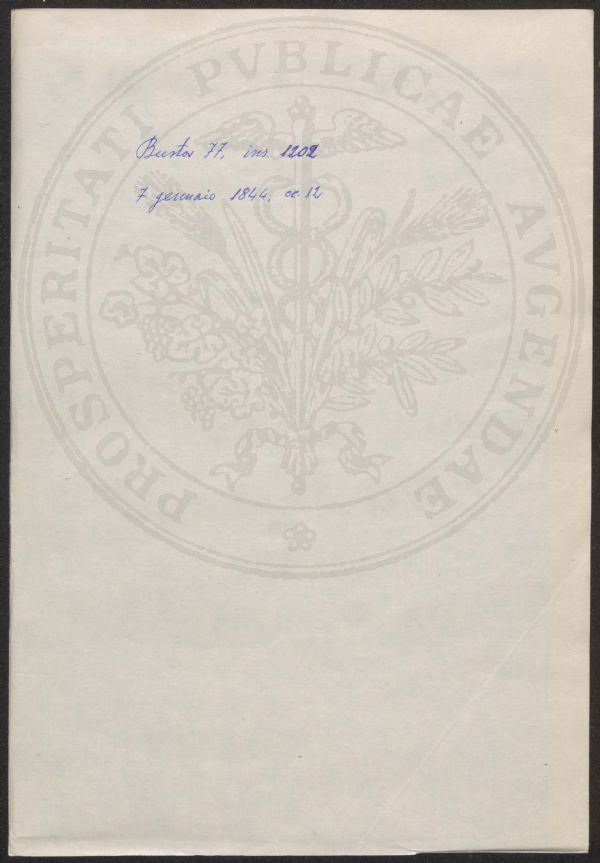 PROSPERITATI PVBLICAE AVGENDAE
Busta 77, ins. 1202
7 gennaio 1844, cc. 12